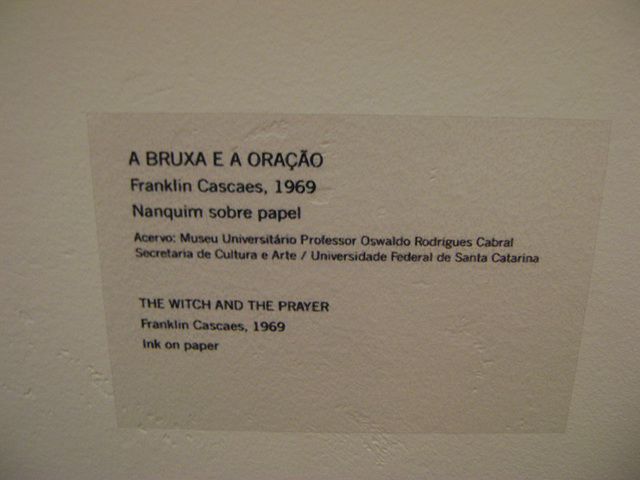 A BRUXA E A ORAÇÃO
Franklin Cascaes, 1969
Nanquim sobre papel
Acervo: Museu Universitário Professor Oswaldo Rodrigues Cabral
Secretaria de Cultura e Arte / Universidade Federal de Santa Catarina
THE WITCH AND THE PRAYER
Franklin Cascaes, 1969
Ink on paper